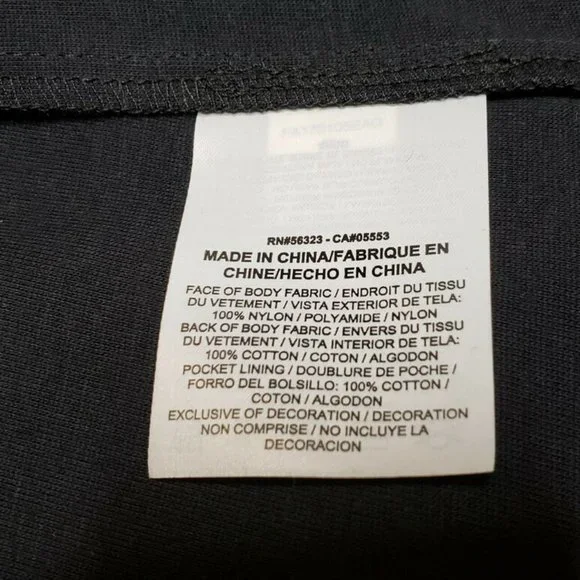 RN#56323 - CA#05553
MADE IN CHINA/FABRIQUE EN
CHINE/HECHO EN CHINA
FACE OF BODY FABRIC / ENDROIT DU TISSU
DU VETEMENT / VISTA EXTERIOR DE TELA:
100% NYLON / POLYAMIDE / NYLON
BACK OF BODY FABRIC / ENVERS DU TISSU
DU VETEMENT / VISTA INTERIOR DE TELA:
100% COTTON / COTON / ALGODON
POCKET LINING / DOUBLURE DE POCHE /
FORRO DEL BOLSILLO: 100% COTTON /
COTON / ALGODON
EXCLUSIVE OF DECORATION / DECORATION
NON COMPRISE / NO INCLUYE LA
DECORACION